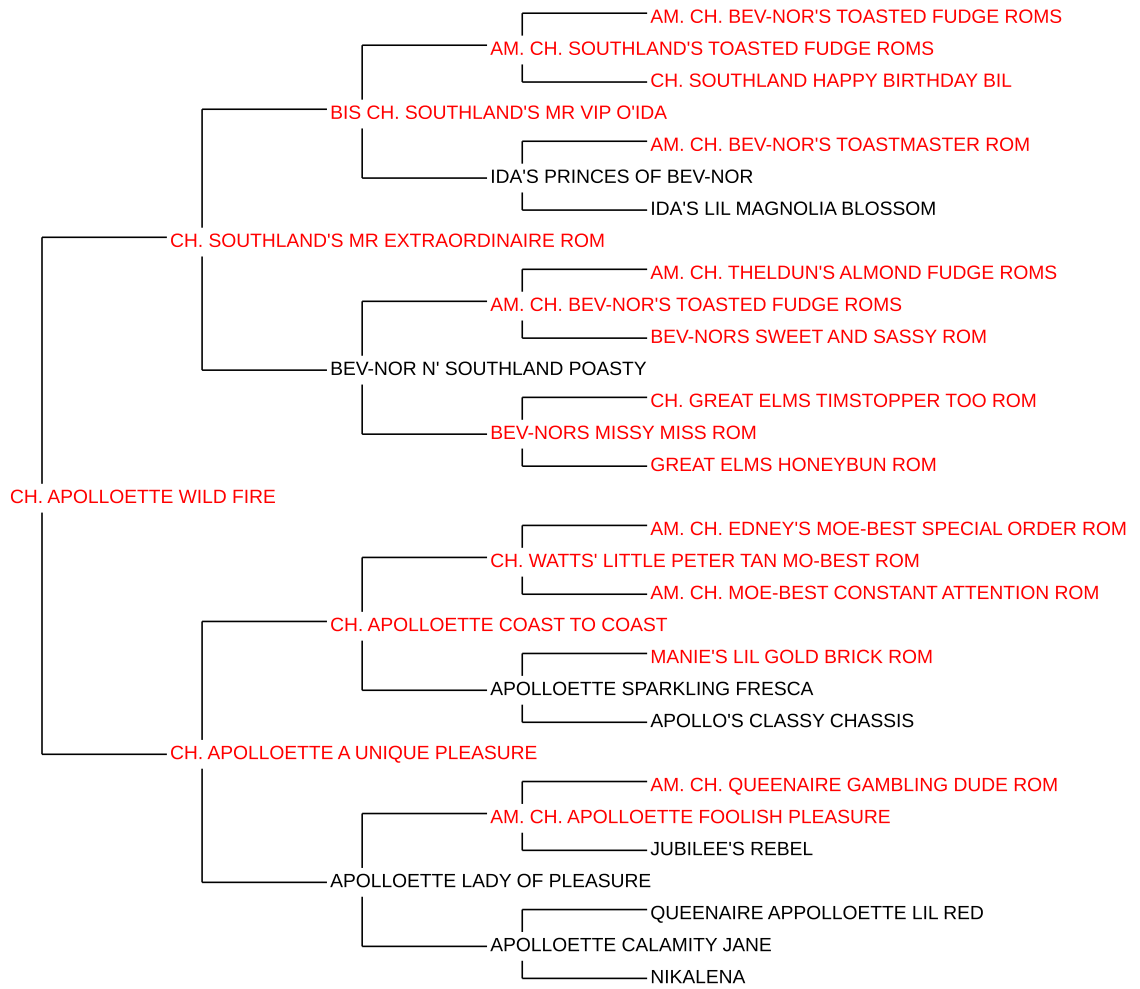 AM. CH. BEV-NOR'S TOASTED FUDGE ROMS
AM. CH. SOUTHLAND'S TOASTED FUDGE ROMS
CH. SOUTHLAND HAPPY BIRTHDAY BIL
BIS CH. SOUTHLAND'S MR VIP O'IDA
AM. CH. BEV-NOR'S TOASTMASTER ROM
IDA'S PRINCES OF BEV-NOR
IDA'S LIL MAGNOLIA BLOSSOM
CH. SOUTHLAND'S MR EXTRAORDINAIRE ROM
AM. CH. THELDUN'S ALMOND FUDGE ROMS
AM. CH. BEV-NOR'S TOASTED FUDGE ROMS
BEV-NORS SWEET AND SASSY ROM
BEV-NOR N' SOUTHLAND POASTY
CH. GREAT ELMS TIMSTOPPER TOO ROM
BEV-NORS MISSY MISS ROM
GREAT ELMS HONEYBUN ROM
CH. APOLLOETTE WILD FIRE
AM. CH. EDNEY'S MOE-BEST SPECIAL ORDER ROM
CH. WATTS' LITTLE PETER TAN MO-BEST ROM
AM. CH. MOE-BEST CONSTANT ATTENTION ROM
CH. APOLLOETTE COAST TO COAST
MANIE'S LIL GOLD BRICK ROM
APOLLOETTE SPARKLING FRESCA
APOLLO'S CLASSY CHASSIS
CH. APOLLOETTE A UNIQUE PLEASURE
AM. CH. QUEENAIRE GAMBLING DUDE ROM
AM. CH. APOLLOETTE FOOLISH PLEASURE
JUBILEE'S REBEL
APOLLOETTE LADY OF PLEASURE
QUEENAIRE APPOLLOETTE LIL RED
APOLLOETTE CALAMITY JANE
NIKALENA